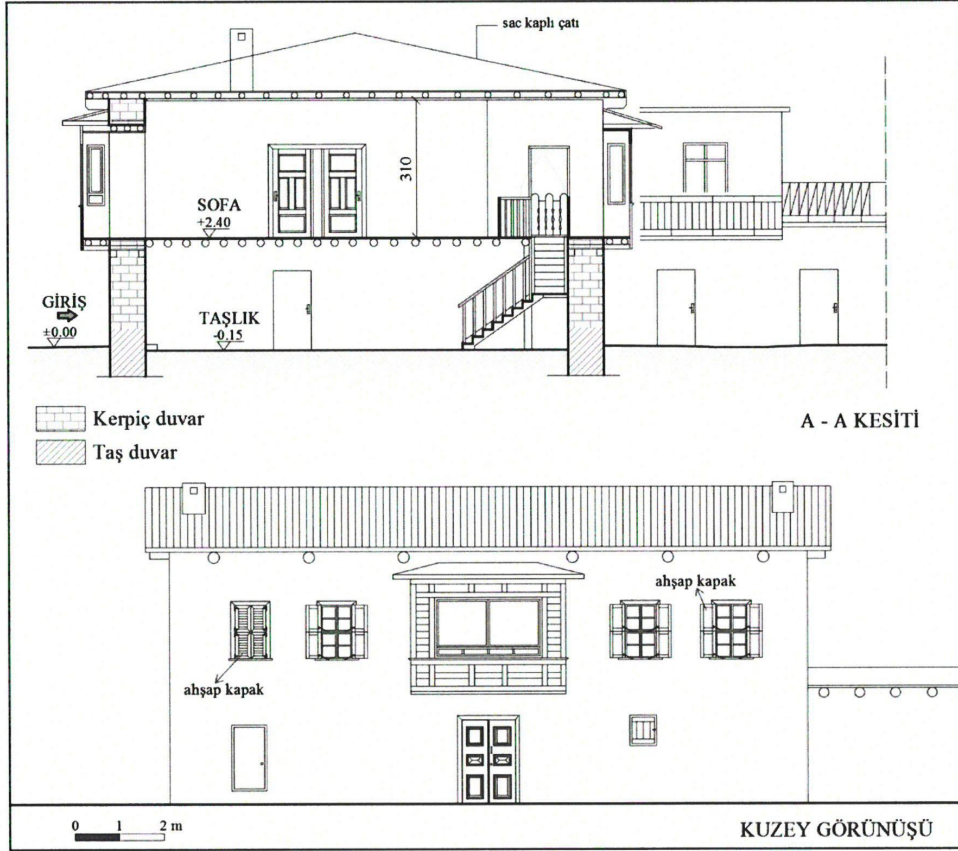 sac kaplı çatı
310
SOFA
+2.40
GİRİŞ
±0.00
TAŞLIK
-0.15
Kerpiç duvar
Taş duvar
A - A KESİTİ
ahşap kapak
ahşap kapak
0 1 2 m
KUZEY GÖRÜNÜŞÜ